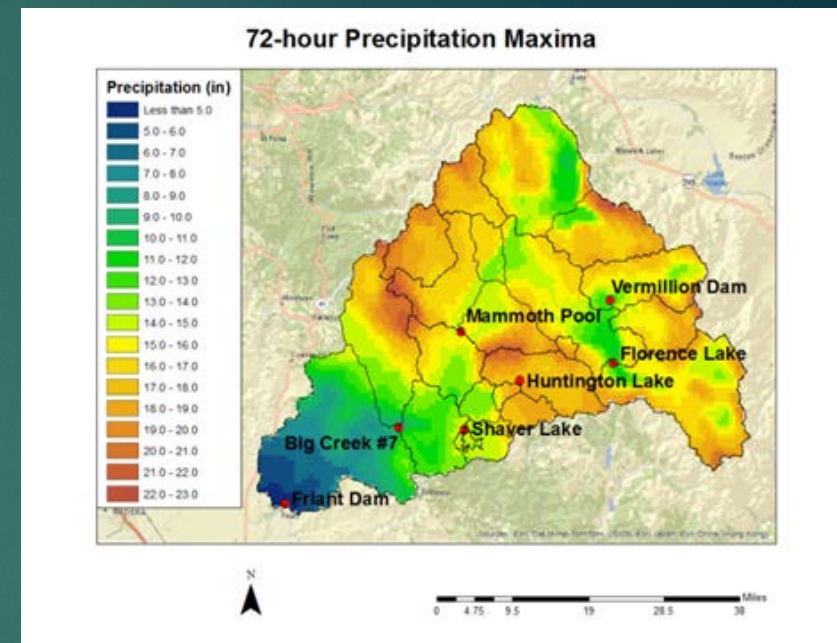 72-hour Precipitation Maxima
Precipitation (in)
Less than 5.0
5.0 - 6.0
6.0 - 7.0
7.0 - 8.0
8.0 - 9.0
9.0 - 10.0
10.0 - 11.0
11.0 - 12.0
12.0 - 13.0
13.0 - 14.0
14.0 - 15.0
15.0 - 16.0
16.0 - 17.0
17.0 - 18.0
18.0 - 19.0
19.0 - 20.0
20.0 - 21.0
21.0 - 22.0
22.0 - 23.0
Vermillion Dam
Mammoth Pool
Florence Lake
Huntington Lake
Shaver Lake
Big Creek #7
Friant Dam
N
Miles
0 4.75 9.5 19 28.5 38